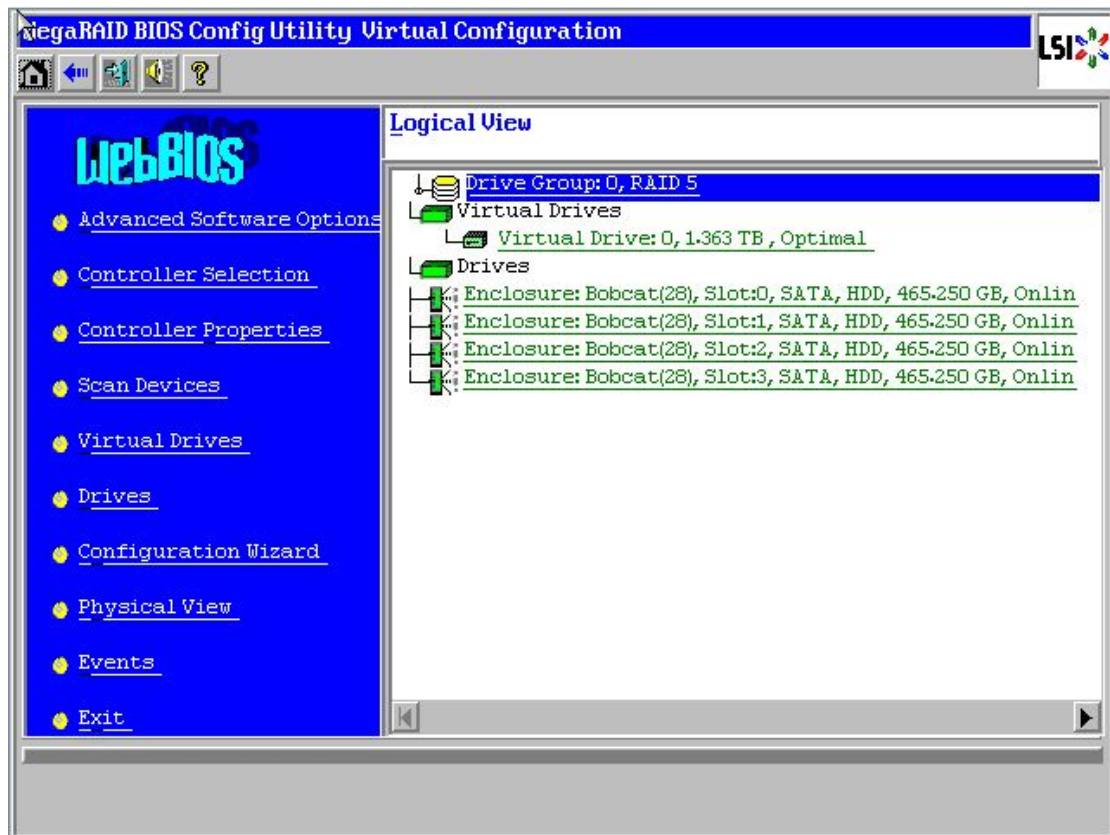 MegaRAID BIOS Config Utility Virtual Configuration
LSI
WebBIOS
Advanced Software Options
Controller Selection
Controller Properties
Scan Devices
Virtual Drives
Drives
Configuration Wizard
Physical View
Events
Exit
Logical View
Drive Group: 0, RAID 5
Virtual Drives
Virtual Drive: 0, 1.363 TB , Optimal
Drives
Enclosure: Bobcat(28), Slot:0, SATA, HDD, 465.250 GB, Onlin
Enclosure: Bobcat(28), Slot:1, SATA, HDD, 465.250 GB, Onlin
Enclosure: Bobcat(28), Slot:2, SATA, HDD, 465.250 GB, Onlin
Enclosure: Bobcat(28), Slot:3, SATA, HDD, 465.250 GB, Onlin